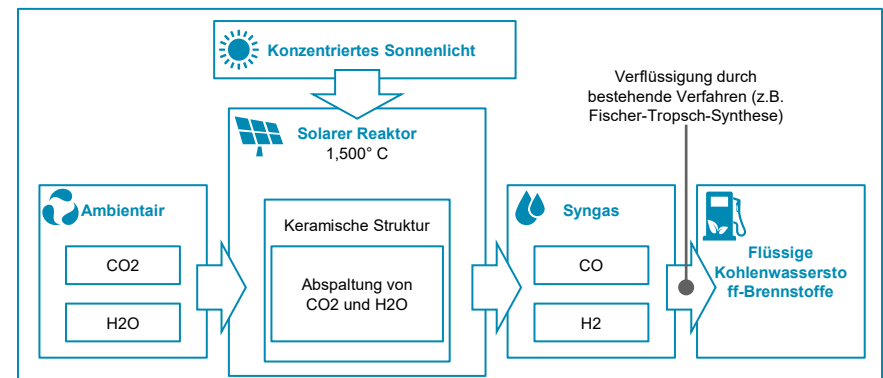 Konzentriertes Sonnenlicht
Verflüssigung durch
bestehende Verfahren (z.B.
Fischer-Tropsch-Synthese)
Solarer Reaktor
1,500° C
Ambientair
CO2
H2O
Keramische Struktur
Abspaltung von
CO2 und H2O
Syngas
CO
H2
Flüssige
Kohlenwassersto
ff-Brennstoffe